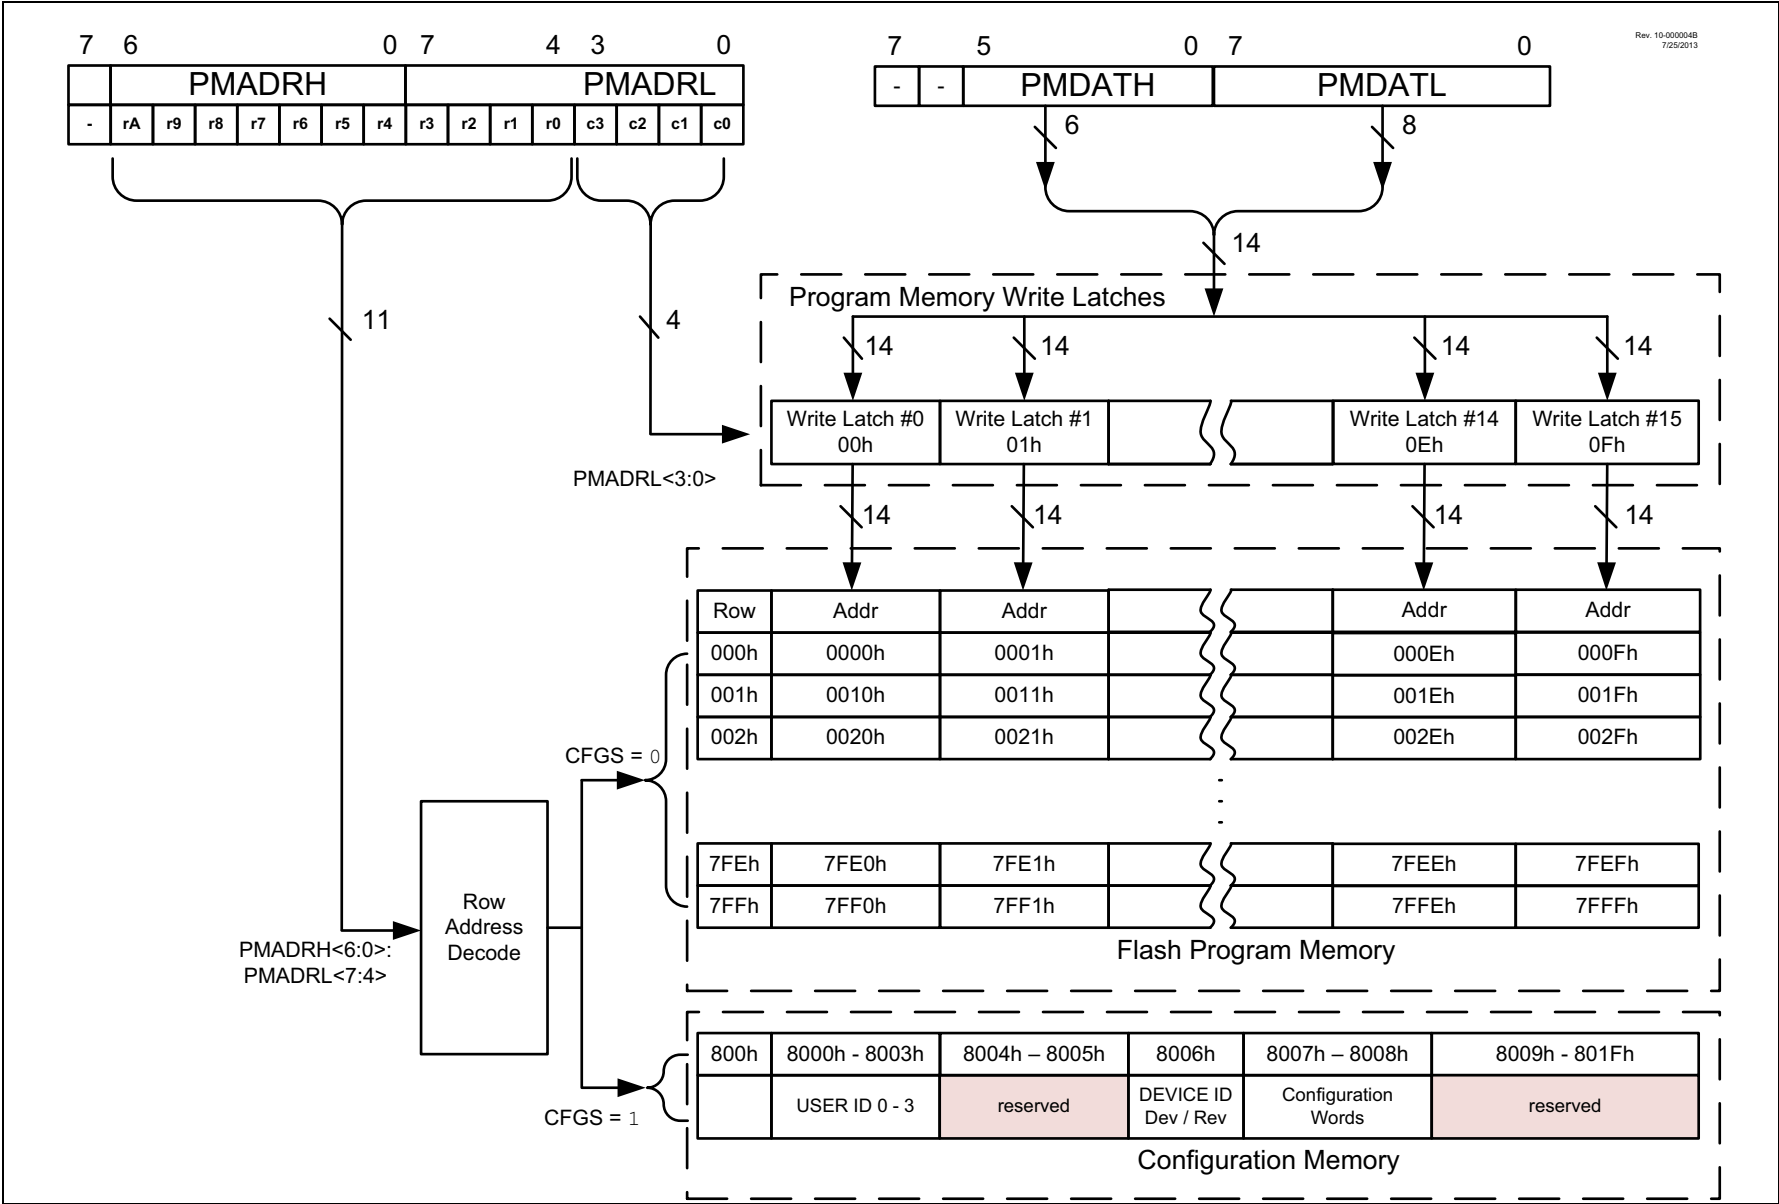 7 6 0 7 4 3 0
7 5 0 7 0
Rev. 10-000004B
7/25/2013
PMADRH PMADRL
- - PMDATH PMDATL
- rA r9 r8 r7 r6 r5 r4 r3 r2 r1 r0 c3 c2 c1 c0
6 8
14
11 4
Program Memory Write Latches
14 14 14 14
Write Latch #0 Write Latch #1 Write Latch #14 Write Latch #15
00h 01h 0Eh 0Fh
PMADRL<3:0>
14 14 14 14
Row Addr Addr Addr Addr
000h 0000h 0001h 000Eh 000Fh
001h 0010h 0011h 001Eh 001Fh
002h 0020h 0021h 002Eh 002Fh
CFGS = 0
7FEh 7FE0h 7FE1h 7FEEh 7FEFh
7FFh 7FF0h 7FF1h 7FFEh 7FFFh
Row
Address
Decode
PMADRH<6:0>:
PMADRL<7:4>
Flash Program Memory
800h 8000h - 8003h 8004h – 8005h 8006h 8007h – 8008h 8009h - 801Fh
USER ID 0 - 3 reserved DEVICE ID Configuration reserved
Dev / Rev Words
CFGS = 1
Configuration Memory